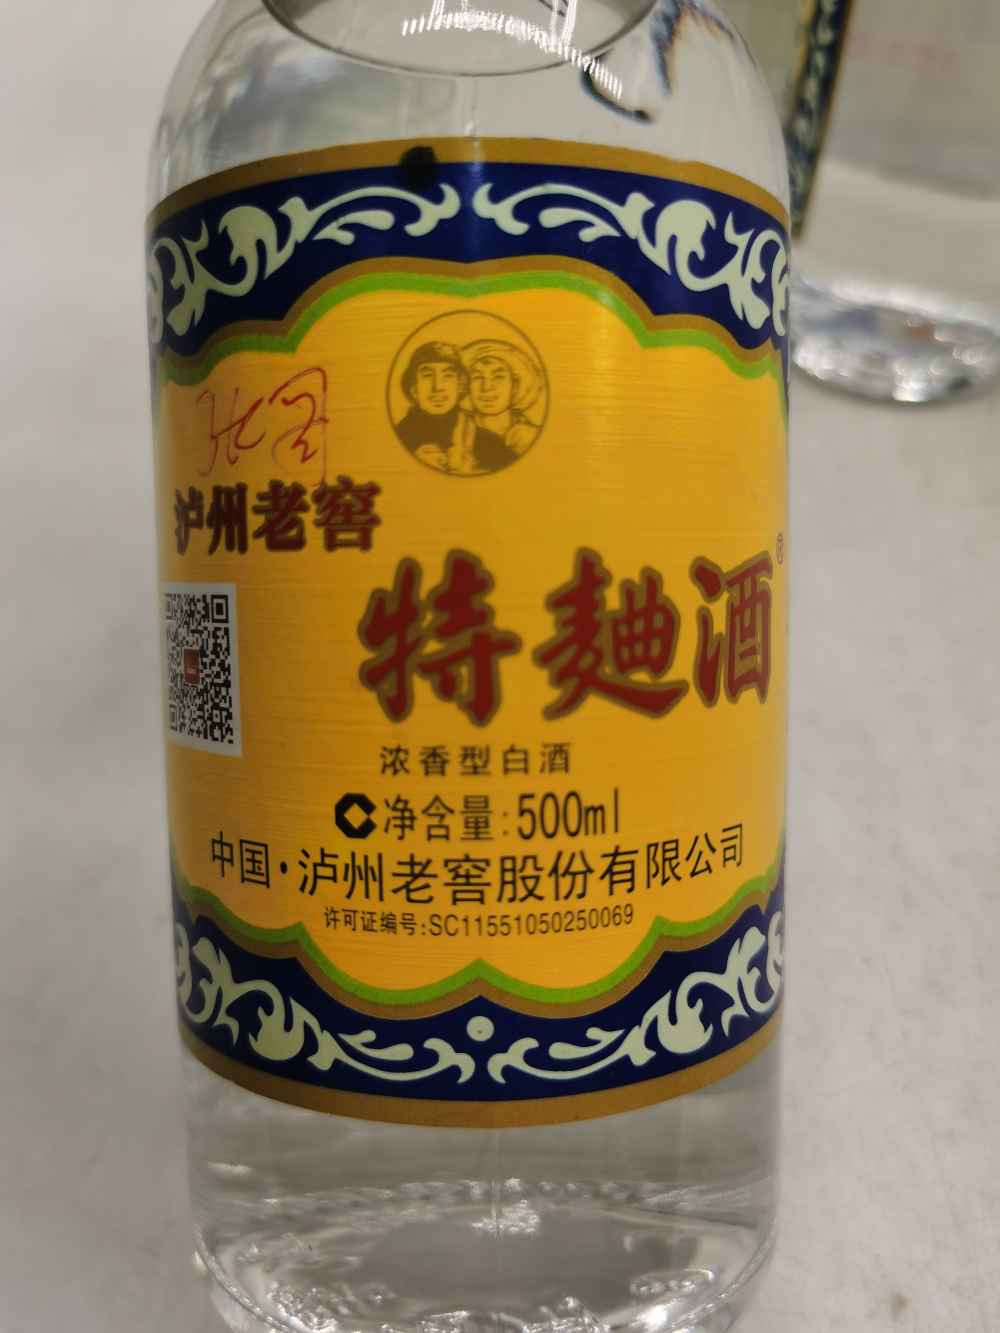 泸州老窖
特麯酒®
浓香型白酒
净含量:500ml
中国·泸州老窖股份有限公司
许可证编号:SC11551050250069